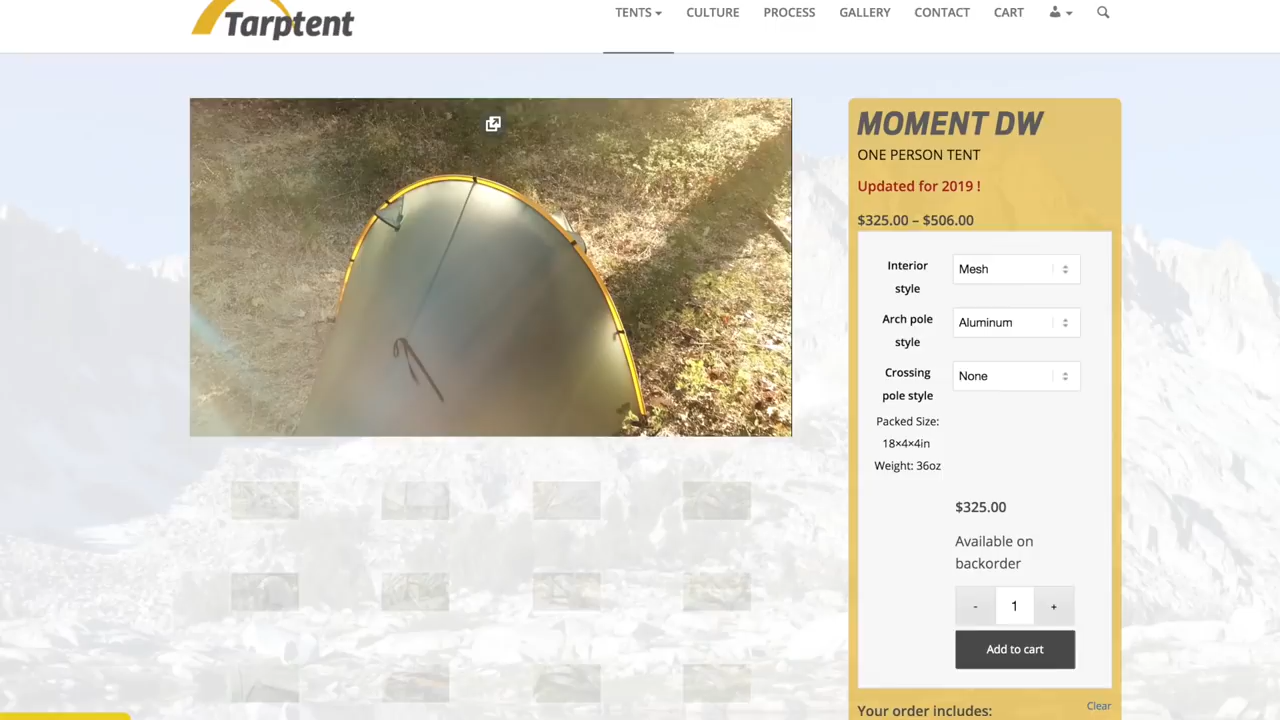 Tarptent
TENTS
CULTURE
PROCESS
GALLERY
CONTACT
CART
MOMENT DW
ONE PERSON TENT
Updated for 2019 !
$325.00 – $506.00
Interior style
Mesh
Arch pole style
Aluminum
Crossing pole style
None
Packed Size:
18×4×4in
Weight: 36oz
$325.00
Available on
backorder
- 1 +
Add to cart
Clear
Your order includes: